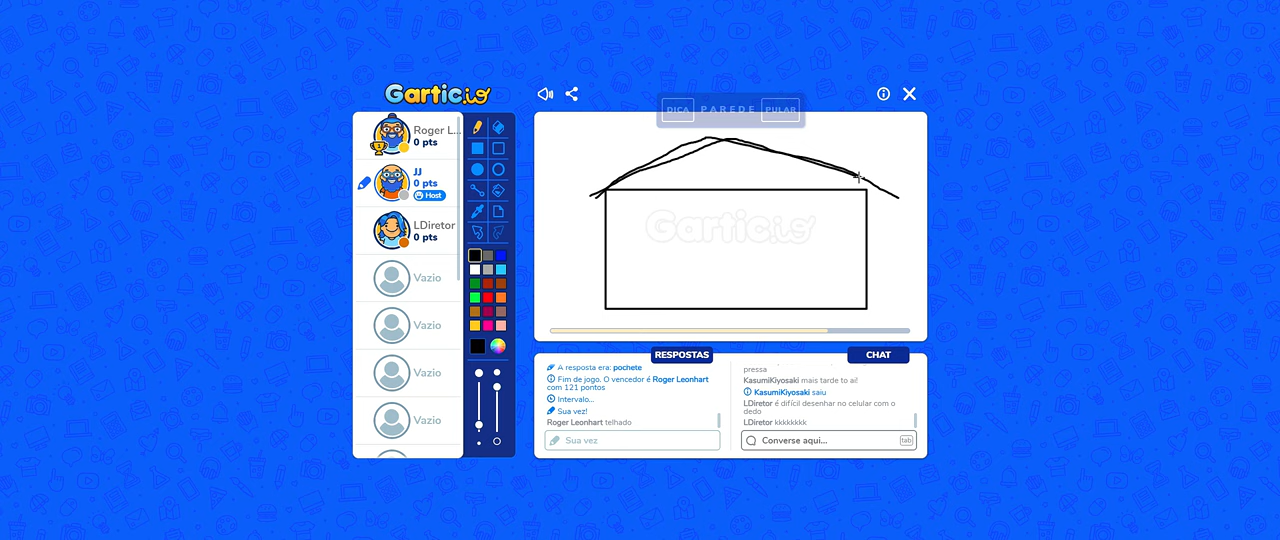 Gartic.io
DICA PAREDE PULAR
Roger L...
0 pts
JJ
0 pts
Host
LDiretor
0 pts
Vazio
Vazio
Vazio
Vazio
Gartic.io
RESPOSTAS
A resposta era: pochete
Fim de jogo. O vencedor é Roger Leonhart
com 121 pontos
Intervalo...
Sua vez!
Roger Leonhart telhado
Sua vez
CHAT
pressa
KasumiKiyosaki mais tarde to ai!
KasumiKiyosaki saiu
LDiretor é difícil desenhar no celular com o
dedo
LDiretor kkkkkkkk
Converse aqui...
tab